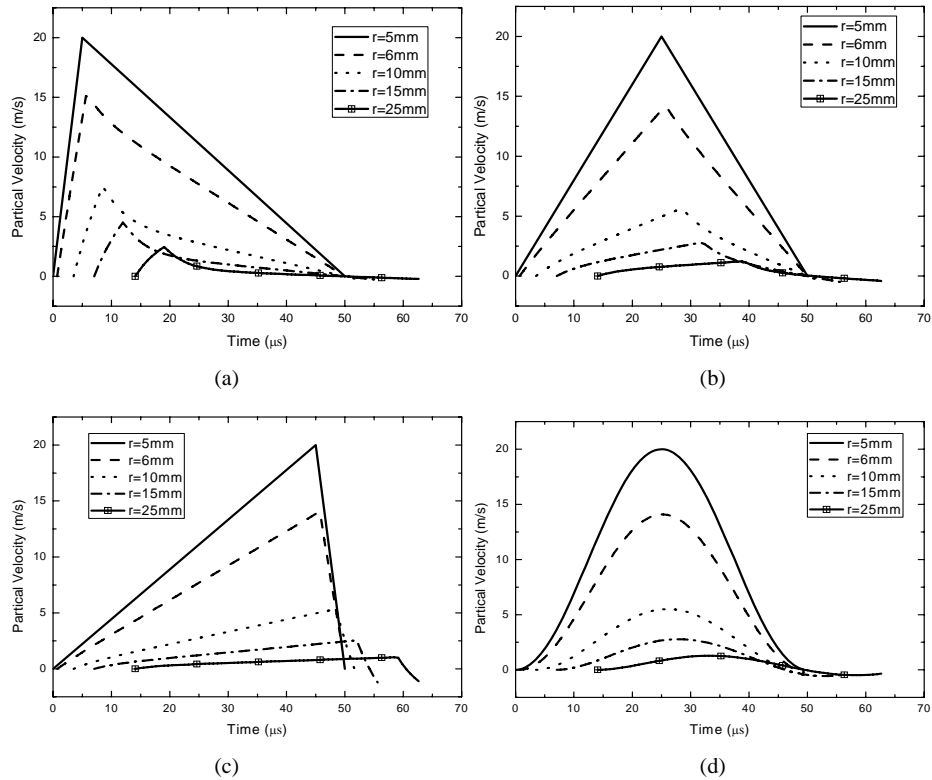 20
15
10
5
0
Partical Velocity (m/s)
r=5mm
r=6mm
r=10mm
r=15mm
r=25mm
0 10 20 30 40 50 60 70
Time (μs)
(a)
20
15
10
5
0
Partical Velocity (m/s)
r=5mm
r=6mm
r=10mm
r=15mm
r=25mm
0 10 20 30 40 50 60 70
Time (μs)
(b)
20
15
10
5
0
Partical Velocity (m/s)
r=5mm
r=6mm
r=10mm
r=15mm
r=25mm
0 10 20 30 40 50 60 70
Time (μs)
(c)
20
15
10
5
0
Partical Velocity (m/s)
r=5mm
r=6mm
r=10mm
r=15mm
r=25mm
0 10 20 30 40 50 60 70
Time (μs)
(d)